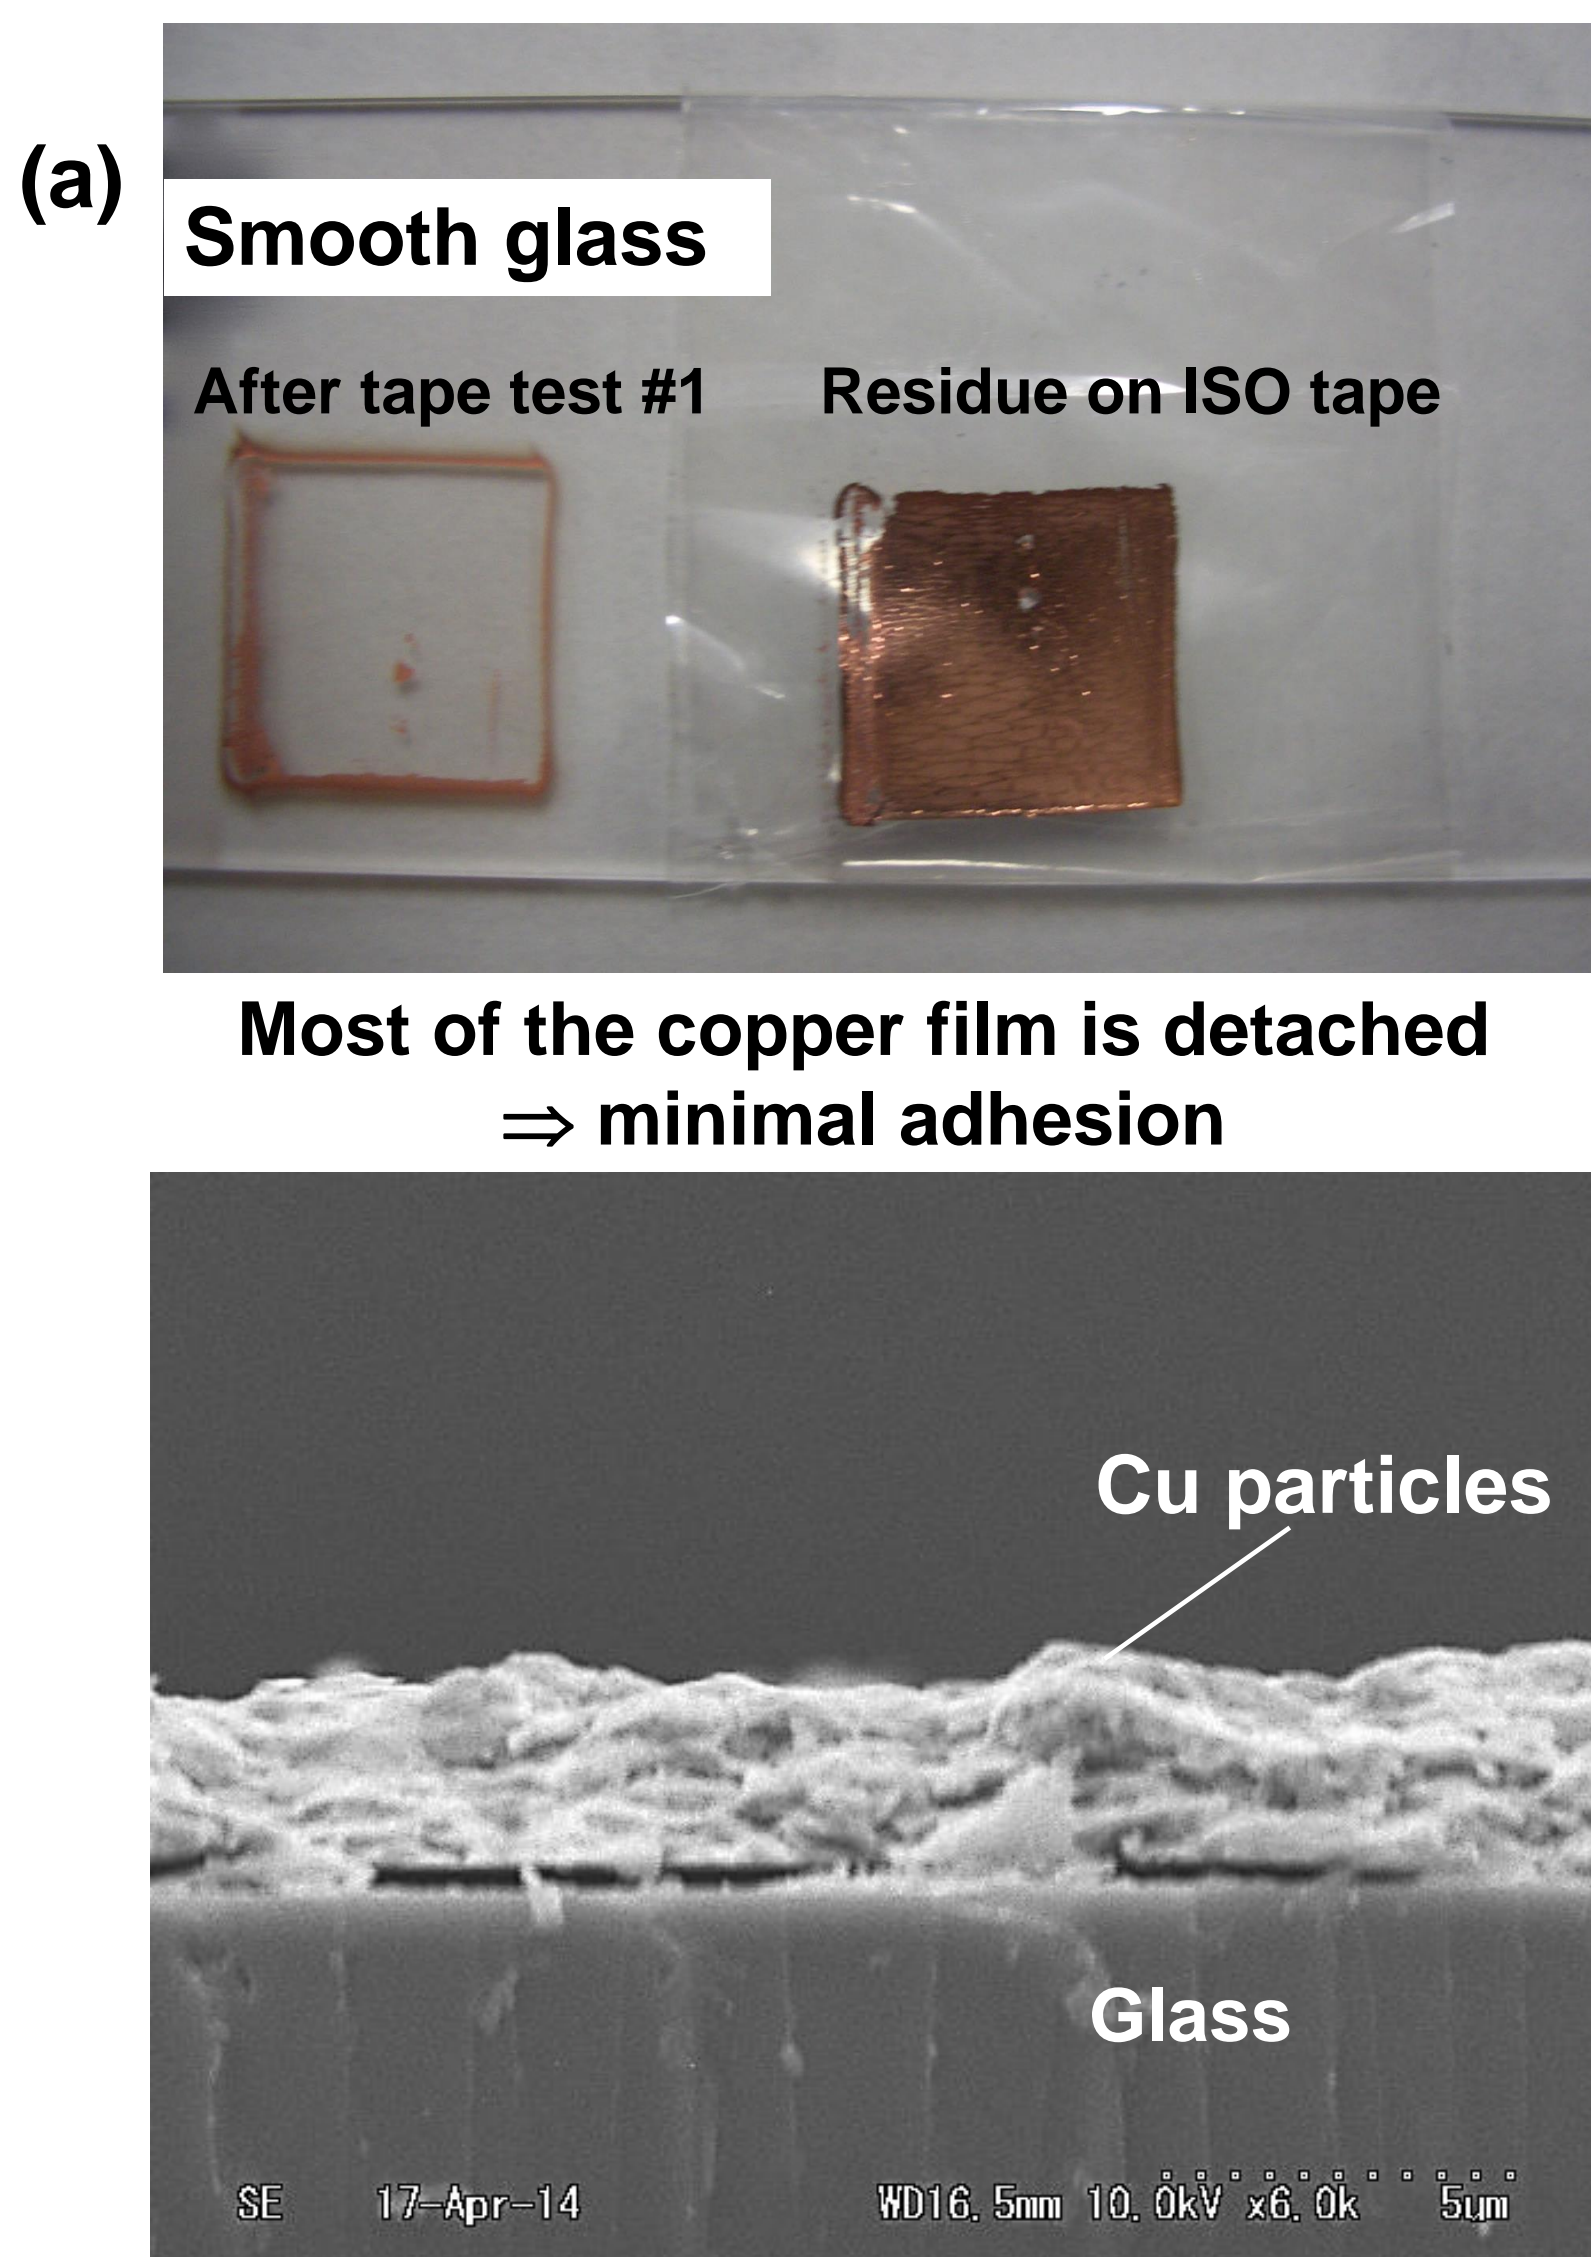 (a)
Smooth glass
After tape test #1 Residue on ISO tape
Most of the copper film is detached
⇒ minimal adhesion
Cu particles
Glass
SE 17-Apr-14 WD16.5mm 10.0kV x6.0k 5um